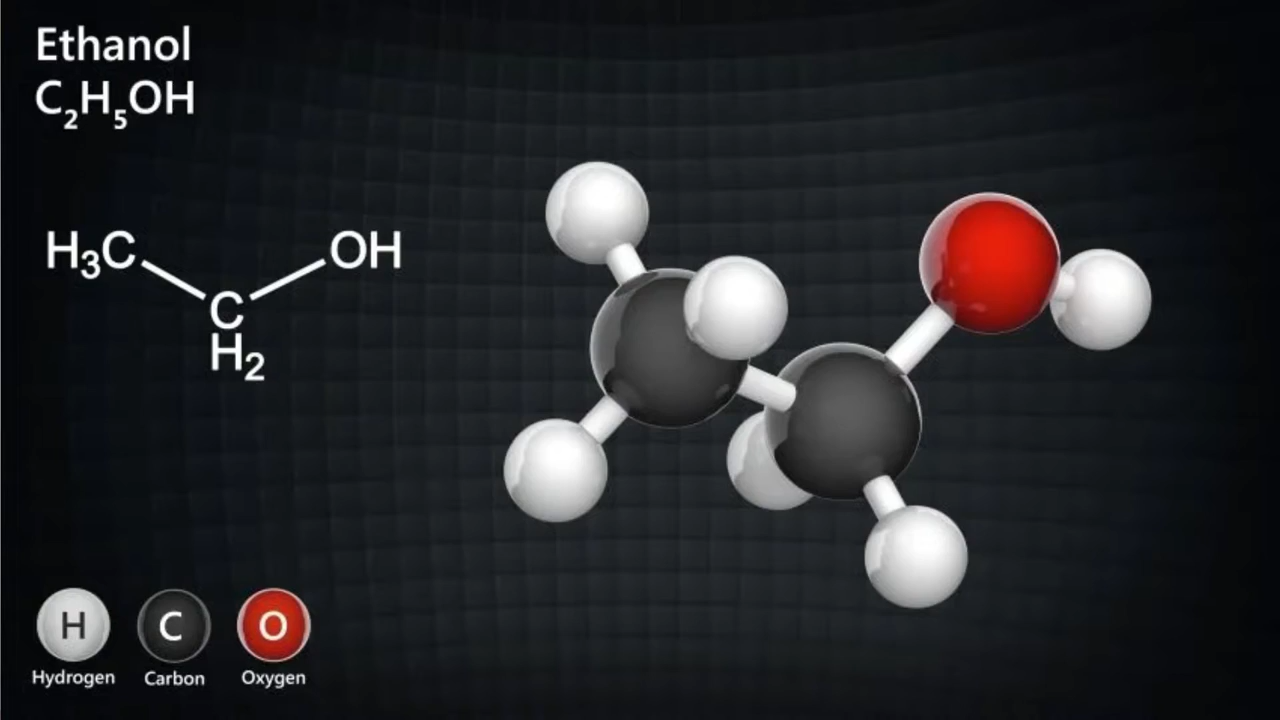 Ethanol
C₂H₅OH
H₃C
OH
C
H₂
H C O
Hydrogen Carbon Oxygen